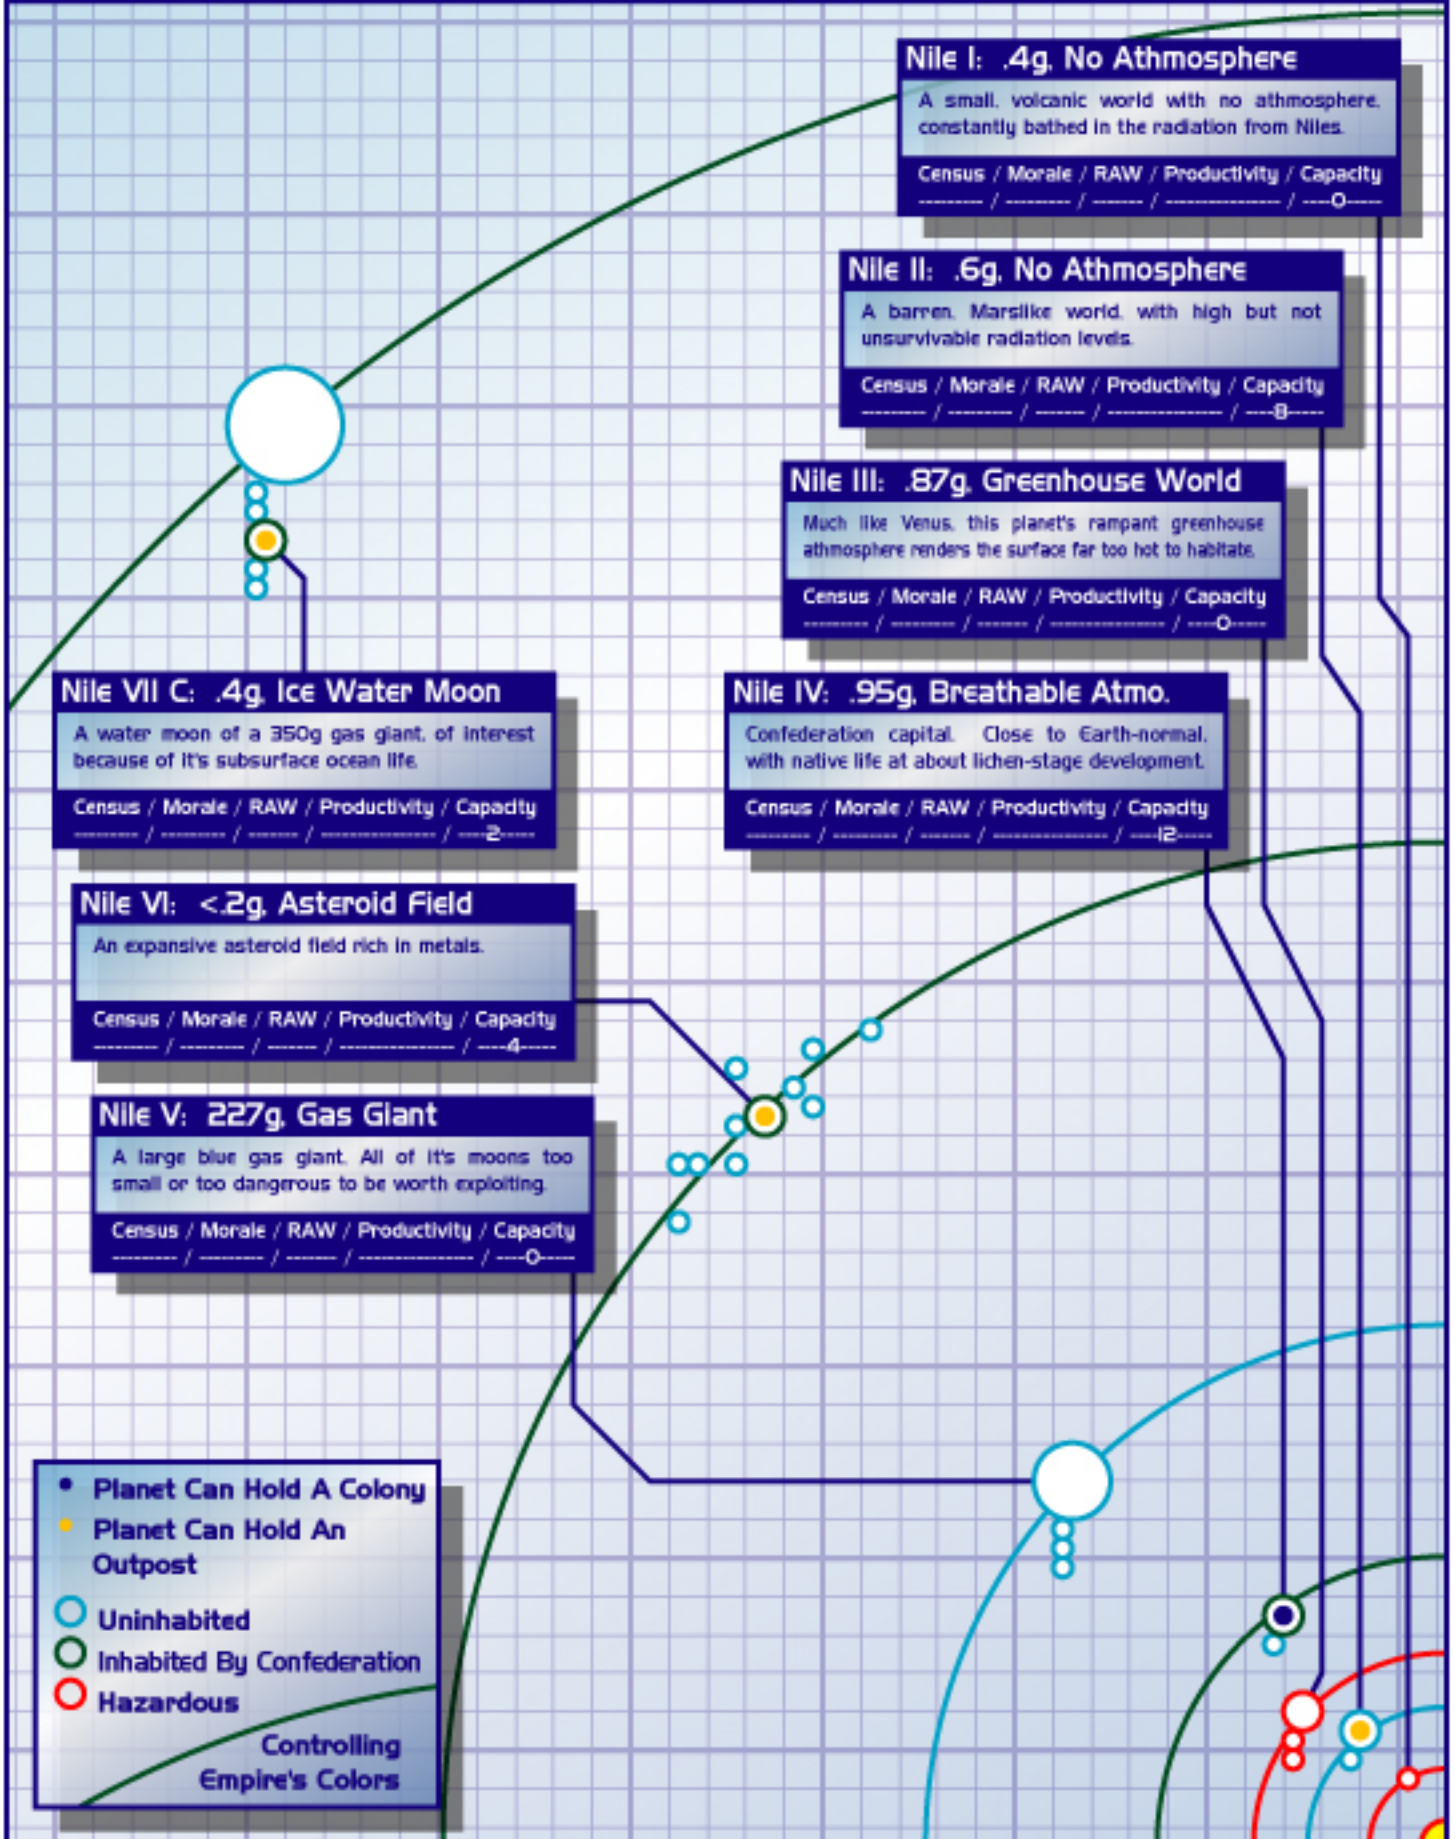 Nile I: .4g, No Athmosphere
A small, volcanic world with no athmosphere,
constantly bathed in the radiation from Niles.
Census / Morale / RAW / Productivity / Capacity
--------- / --------- / ------- / ---------------- / ----0-----
Nile II: .6g, No Athmosphere
A barren, Marslike world, with high but not
unsurvivable radiation levels.
Census / Morale / RAW / Productivity / Capacity
--------- / --------- / ------- / ---------------- / ----8-----
Nile III: .87g, Greenhouse World
Much like Venus, this planet's rampant greenhouse
athmosphere renders the surface far too hot to habitate.
Census / Morale / RAW / Productivity / Capacity
--------- / --------- / ------- / ---------------- / ----0-----
Nile VII C: .4g, Ice Water Moon
A water moon of a 350g gas giant, of interest
because of it's subsurface ocean life.
Census / Morale / RAW / Productivity / Capacity
--------- / --------- / ------- / ---------------- / ----2-----
Nile IV: .95g, Breathable Atmo.
Confederation capital. Close to Earth-normal,
with native life at about lichen-stage development.
Census / Morale / RAW / Productivity / Capacity
--------- / --------- / ------- / ---------------- / ----12-----
Nile VI: <.2g, Asteroid Field
An expansive asteroid field rich in metals.
Census / Morale / RAW / Productivity / Capacity
--------- / --------- / ------- / ---------------- / ----4-----
Nile V: 227g, Gas Giant
A large blue gas giant. All of it's moons too
small or too dangerous to be worth exploiting.
Census / Morale / RAW / Productivity / Capacity
--------- / --------- / ------- / ---------------- / ----0-----
Planet Can Hold A Colony
Planet Can Hold An
Outpost
Uninhabited
Inhabited By Confederation
Hazardous
Controlling
Empire's Colors